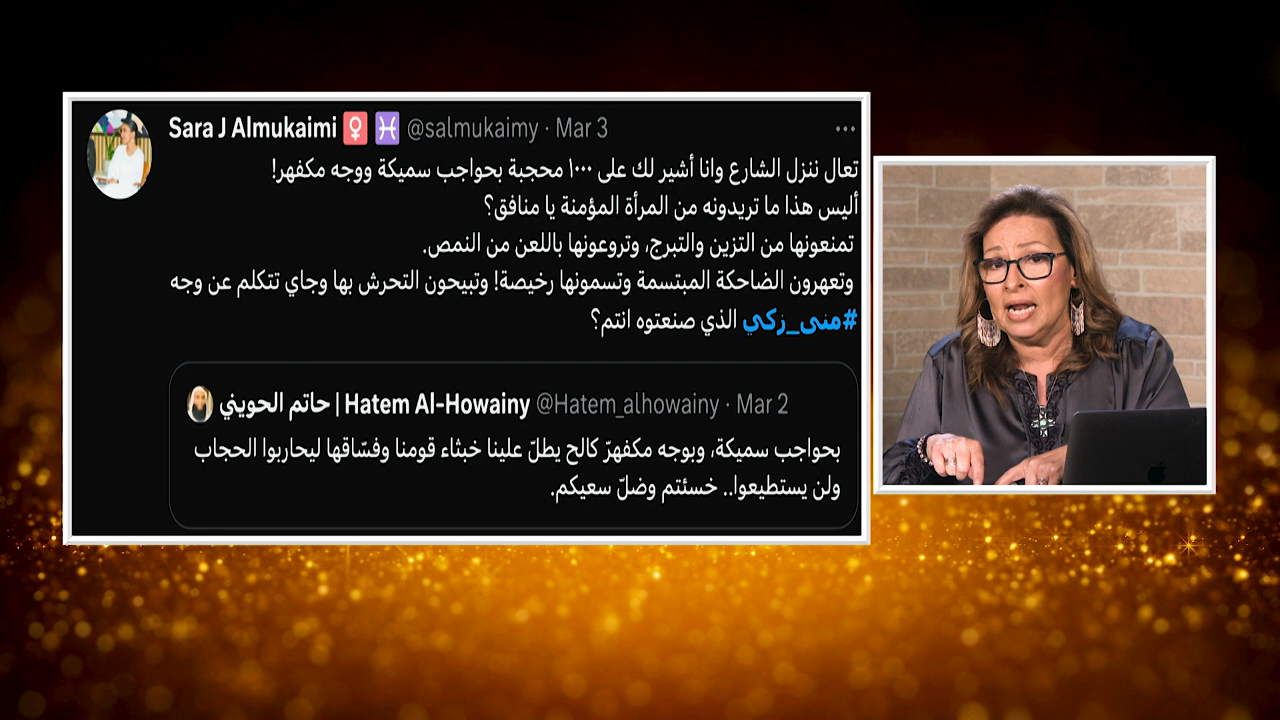 Sara J Almukaimi @salmukaimy · Mar 3
تعال ننزل الشارع وانا أشير لك على ١٠٠٠ محجبة بحواجب سميكة ووجه مكفهر!
أليس هذا ما تريدونه من المرأة المؤمنة يا منافق؟
تمنعونها من التزين والتبرج، وتروعونها باللعن من النمص.
وتعهرون الضاحكة المبتسمة وتسمونها رخيصة! وتبيحون التحرش بها وجاي تتكلم عن وجه
#منى_زكي الذي صنعتوه انتم؟
حاتم الحويني | Hatem Al-Howainy @Hatem_alhowainy · Mar 2
بحواجب سميكة، وبوجه مكفهرّ كالح يطلّ علينا خبثاء قومنا وفسّاقها ليحاربوا الحجاب
ولن يستطيعوا.. خسئتم وضلّ سعيكم.